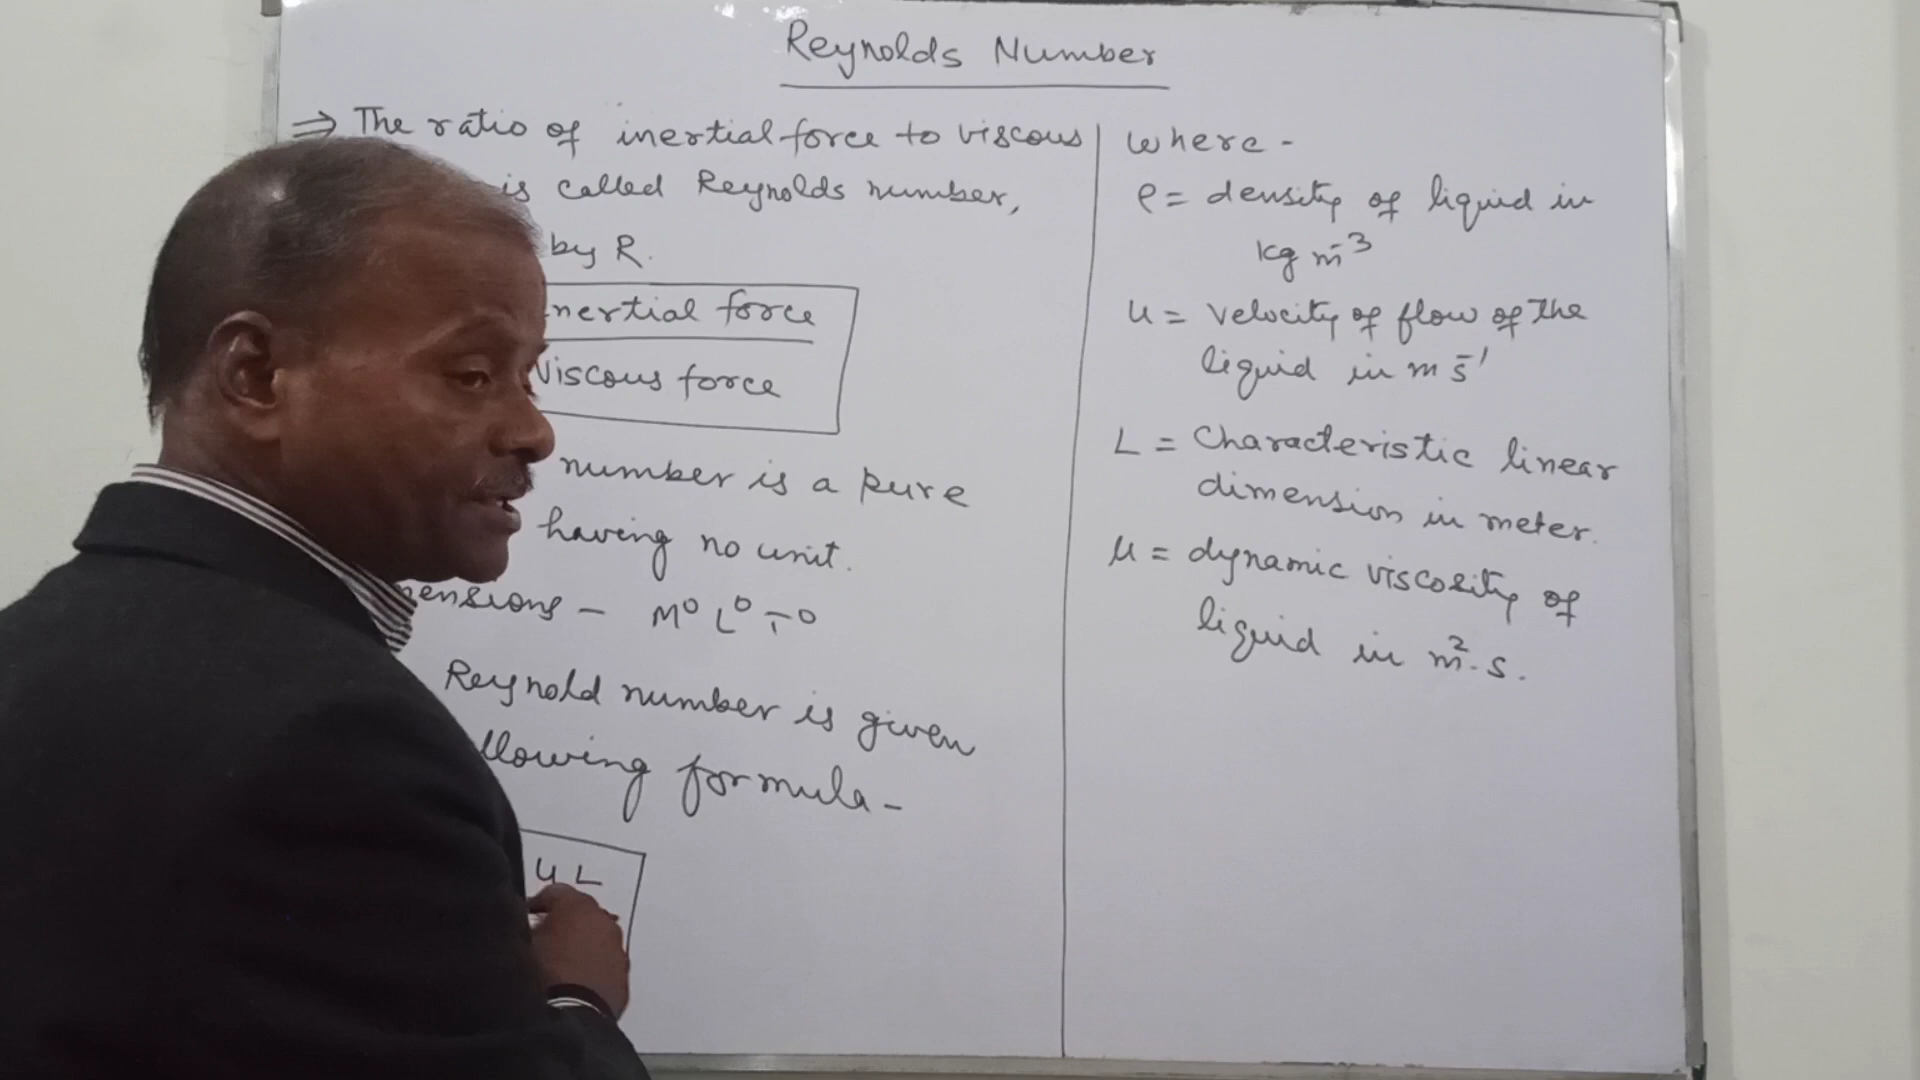 Reynolds Number
⇒ The ratio of inertial force to viscous
is called Reynolds number,
by R.
nertial force
Viscous force
number is a pure
having no unit.
ensions - M⁰ L⁰ T⁰
Reynold number is given
llowing formula -
u L
where -
ρ = density of liquid in
kg m⁻³
u = velocity of flow of the
liquid in m s⁻¹
L = Characteristic linear
dimension in meter.
μ = dynamic viscosity of
liquid in m². s.